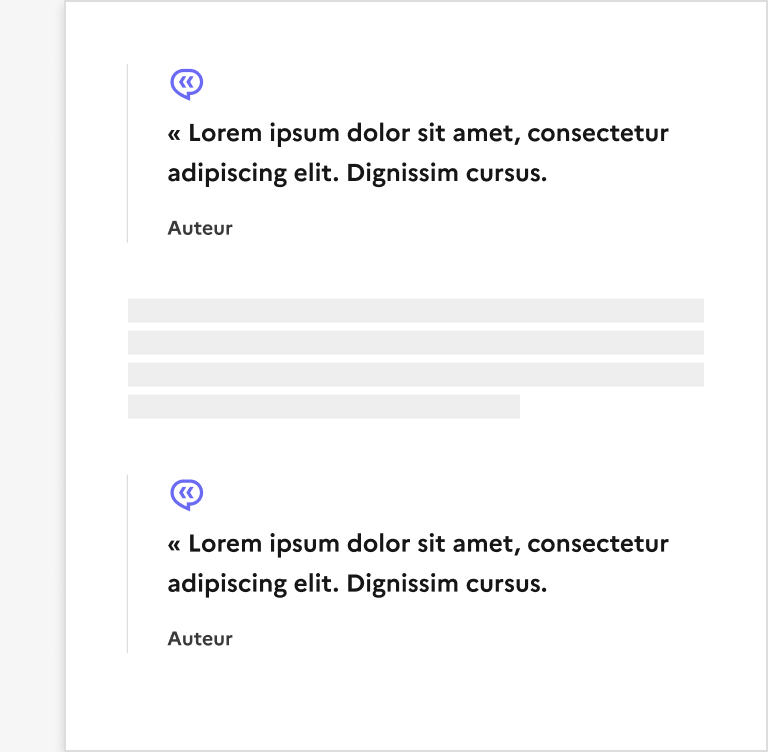 « Lorem ipsum dolor sit amet, consectetur
adipiscing elit. Dignissim cursus.
Auteur
« Lorem ipsum dolor sit amet, consectetur
adipiscing elit. Dignissim cursus.
Auteur